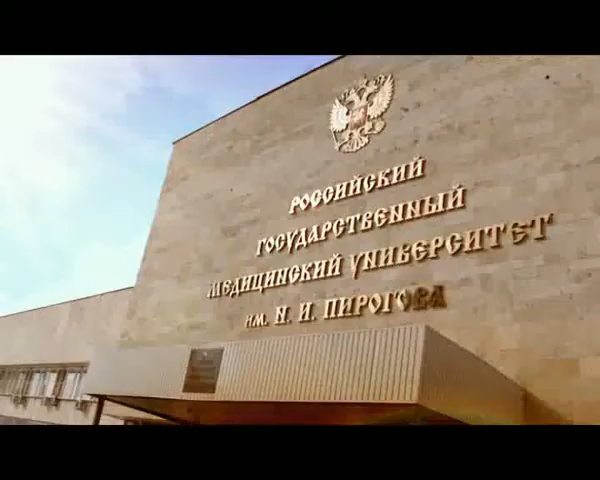 РОССИЙСКИЙ
ГОСУДАРСТВЕННЫЙ
МЕДИЦИНСКИЙ УНИВЕРСИТЕТ
ИМ. Н. И. ПИРОГОВА